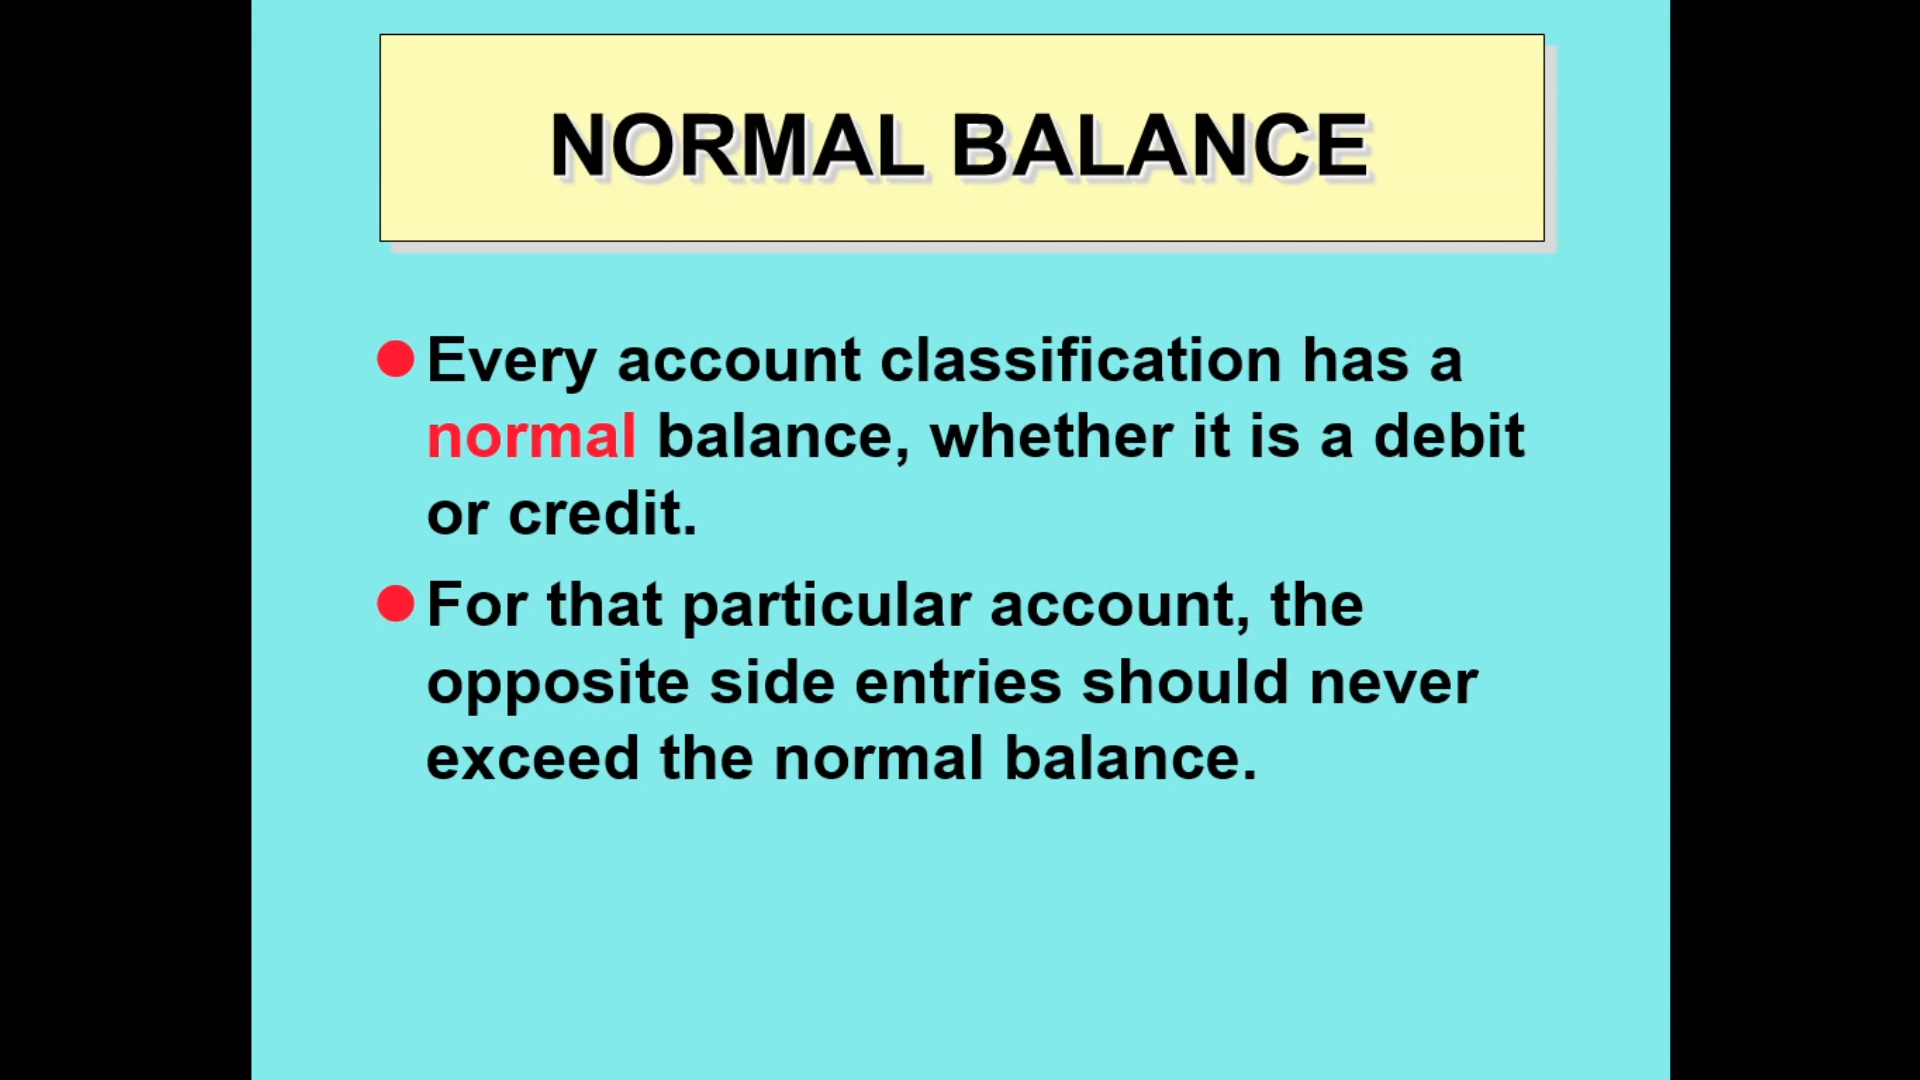 NORMAL BALANCE
Every account classification has a
normal balance, whether it is a debit
or credit.
For that particular account, the
opposite side entries should never
exceed the normal balance.